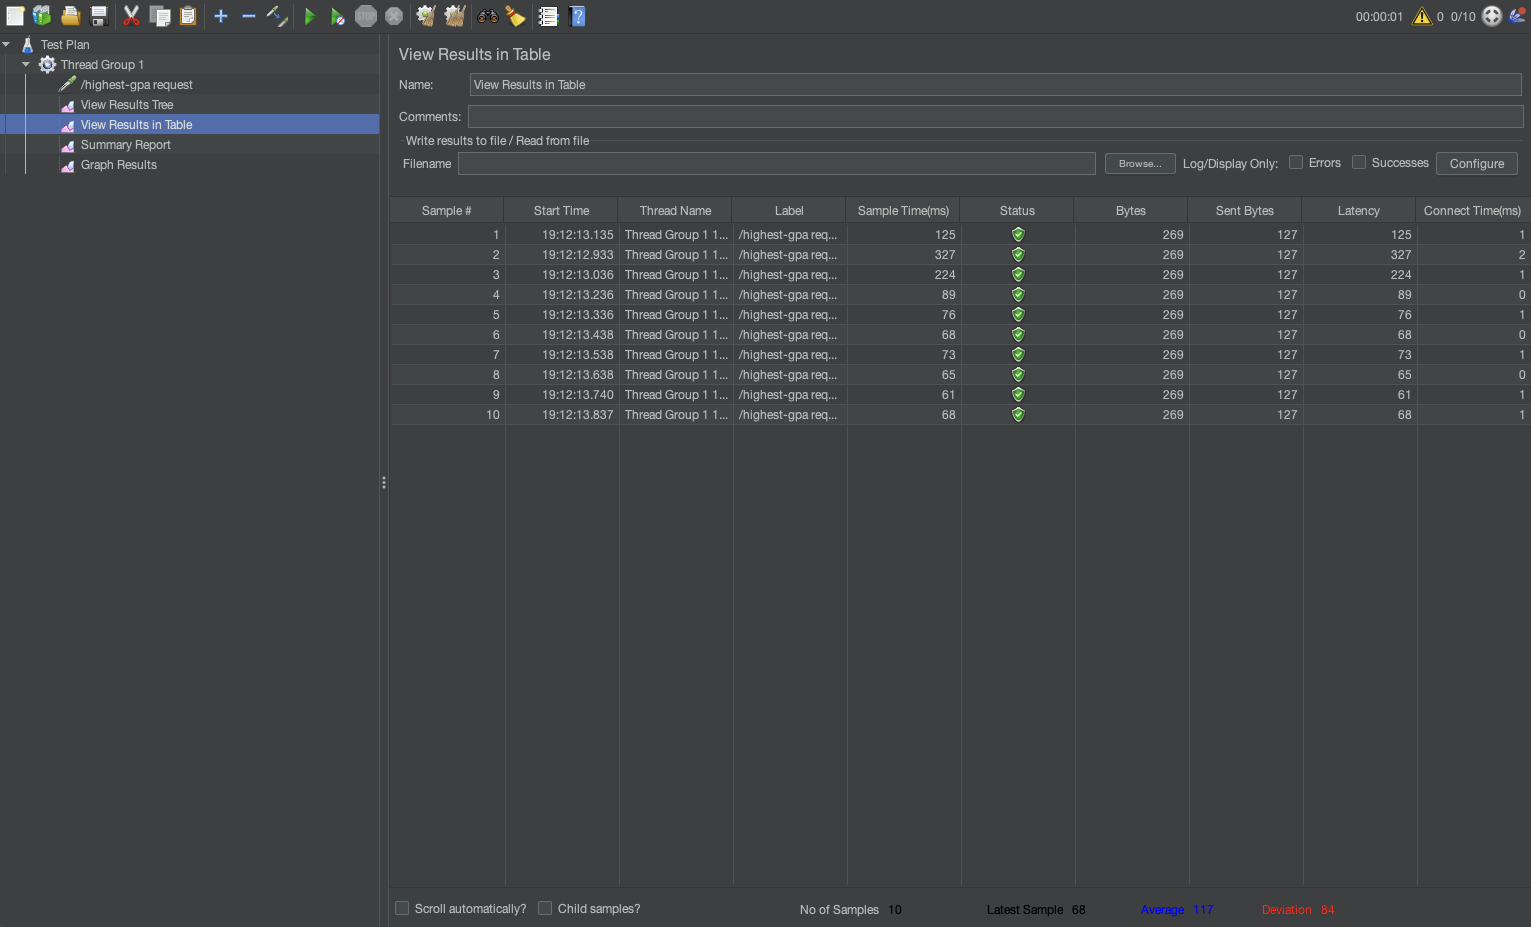 00:00:01 0 0/10
Test Plan
Thread Group 1
/highest-gpa request
View Results Tree
View Results in Table
Summary Report
Graph Results
View Results in Table
Name: View Results in Table
Comments:
Write results to file / Read from file
Filename Browse... Log/Display Only: Errors Successes Configure
Sample # Start Time Thread Name Label Sample Time(ms) Status Bytes Sent Bytes Latency Connect Time(ms)
1 19:12:13.135 Thread Group 1 1... /highest-gpa req... 125 269 127 125 1
2 19:12:12.933 Thread Group 1 1... /highest-gpa req... 327 269 127 327 2
3 19:12:13.036 Thread Group 1 1... /highest-gpa req... 224 269 127 224 1
4 19:12:13.236 Thread Group 1 1... /highest-gpa req... 89 269 127 89 0
5 19:12:13.336 Thread Group 1 1... /highest-gpa req... 76 269 127 76 1
6 19:12:13.438 Thread Group 1 1... /highest-gpa req... 68 269 127 68 0
7 19:12:13.538 Thread Group 1 1... /highest-gpa req... 73 269 127 73 1
8 19:12:13.638 Thread Group 1 1... /highest-gpa req... 65 269 127 65 0
9 19:12:13.740 Thread Group 1 1... /highest-gpa req... 61 269 127 61 1
10 19:12:13.837 Thread Group 1 1... /highest-gpa req... 68 269 127 68 1
Scroll automatically? Child samples? No of Samples 10 Latest Sample 68 Average 117 Deviation 84